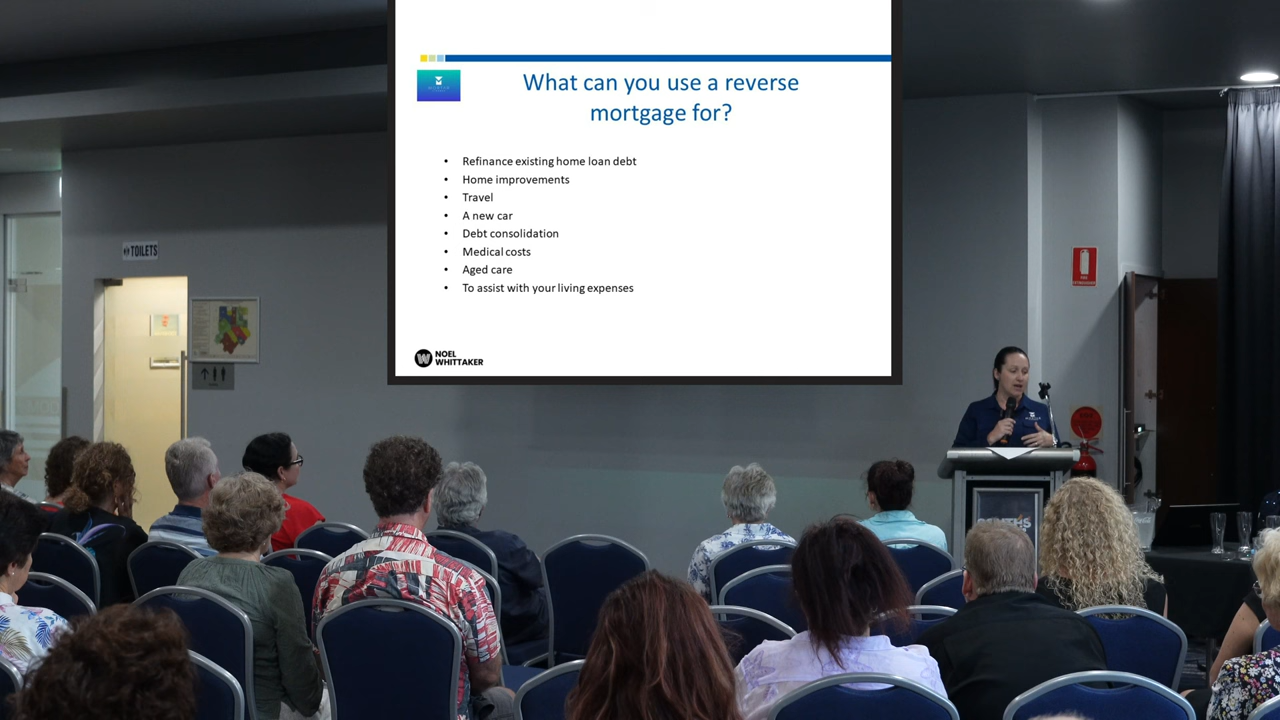 What can you use a reverse
mortgage for?
• Refinance existing home loan debt
• Home improvements
• Travel
• A new car
• Debt consolidation
• Medical costs
• Aged care
• To assist with your living expenses
NOEL
WHITTAKER
TOILETS